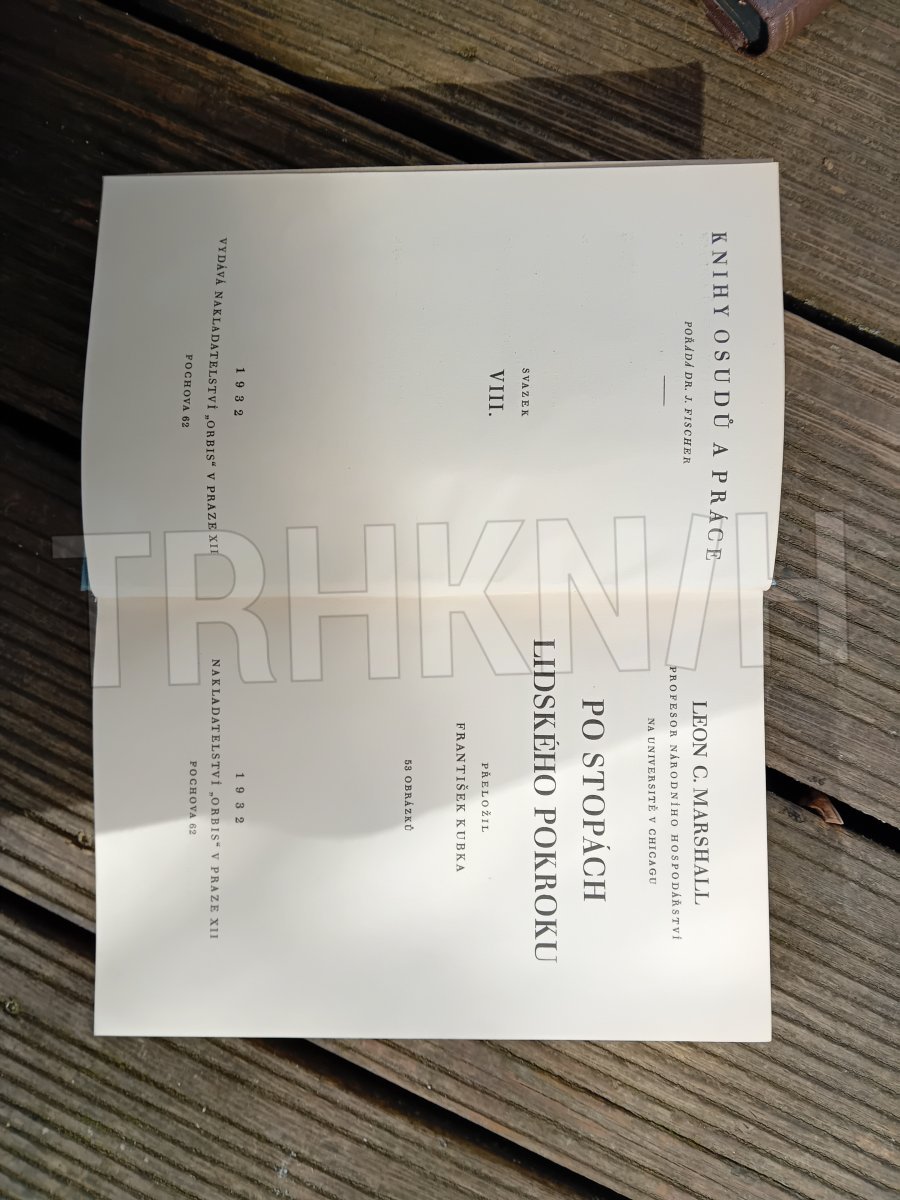 KNIHY OSUDŮ A PRÁCE
POŘÁDÁ DR. J. FISCHER
SVAZEK
VIII.
1932
VYDÁVÁ NAKLADATELSTVÍ „ORBIS“ V PRAZE XII
FOCHOVA 62
LEON C. MARSHALL
PROFESOR NÁRODNÍHO HOSPODÁŘSTVÍ
NA UNIVERSITĚ V CHICAGU
PO STOPÁCH
LIDSKÉHO POKROKU
PŘELOŽIL
FRANTIŠEK KUBKA
53 OBRÁZKŮ
1932
NAKLADATELSTVÍ „ORBIS“ V PRAZE XII
FOCHOVA 62
TRHKNIH